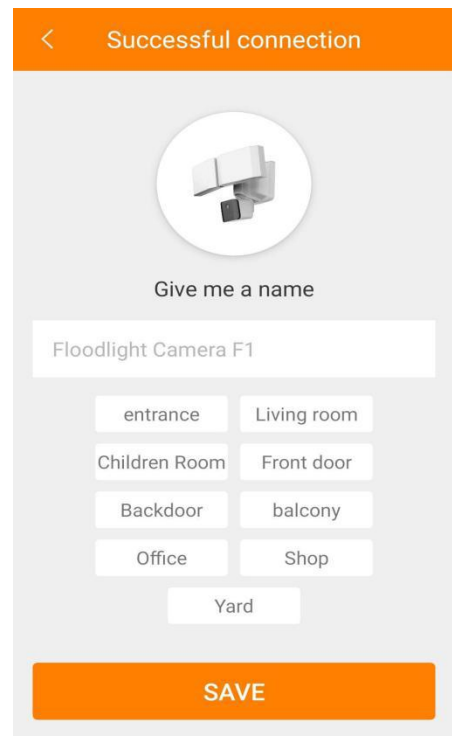 Successful connection
Give me a name
Floodlight Camera F1
entrance Living room
Children Room Front door
Backdoor balcony
Office Shop
Yard
SAVE